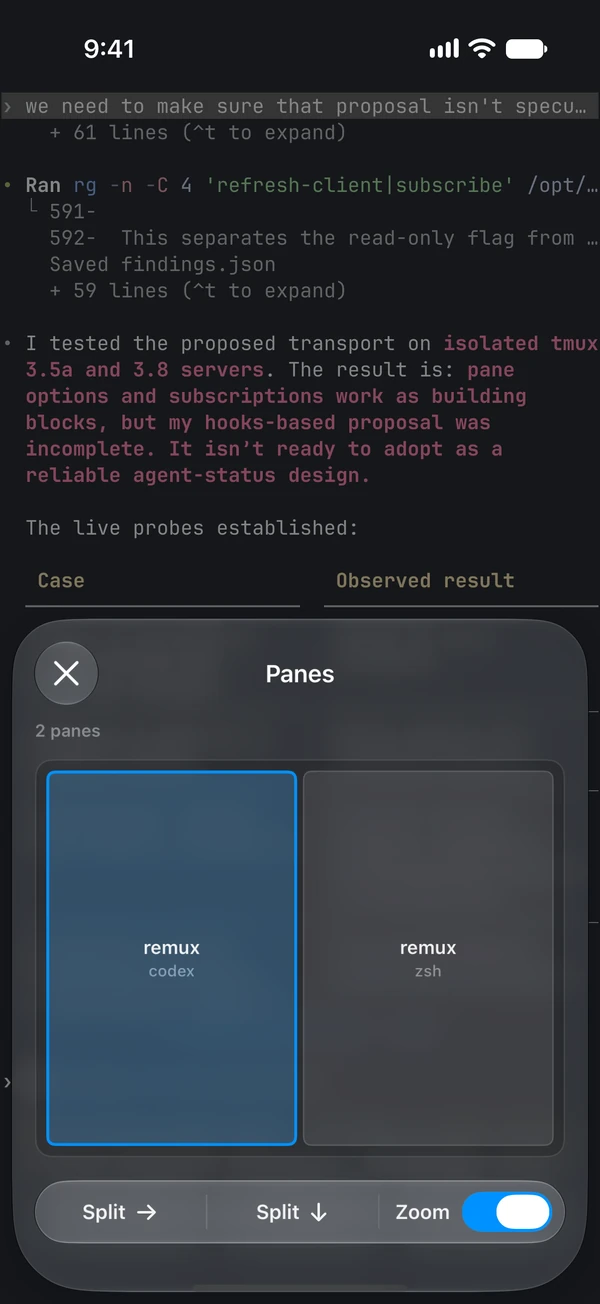 9:41
› we need to make sure that proposal isn't specu…
+ 61 lines (^t to expand)
• Ran rg -n -C 4 'refresh-client|subscribe' /opt/…
└ 591-
592-  This separates the read-only flag from …
Saved findings.json
+ 59 lines (^t to expand)
• I tested the proposed transport on isolated tmux
3.5a and 3.8 servers. The result is: pane
options and subscriptions work as building
blocks, but my hooks-based proposal was
incomplete. It isn’t ready to adopt as a
reliable agent-status design.
The live probes established:
Case Observed result
Panes
2 panes
remux remux
codex zsh
›
Split → Split ↓ Zoom